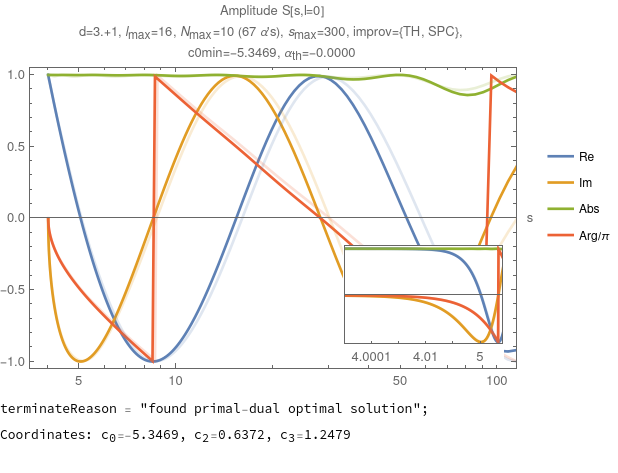 Amplitude S[s,l=0]
d=3.+1, lmax=16, Nmax=10 (67 α's), smax=300, improv={TH, SPC},
c0min=−5.3469, αth=−0.0000
1.0
0.5
0.0
−0.5
−1.0
5 10 50 100
s
4.0001 4.01 5
Re
Im
Abs
Arg/π
terminateReason = "found primal-dual optimal solution";
Coordinates: c0=-5.3469, c2=0.6372, c3=1.2479